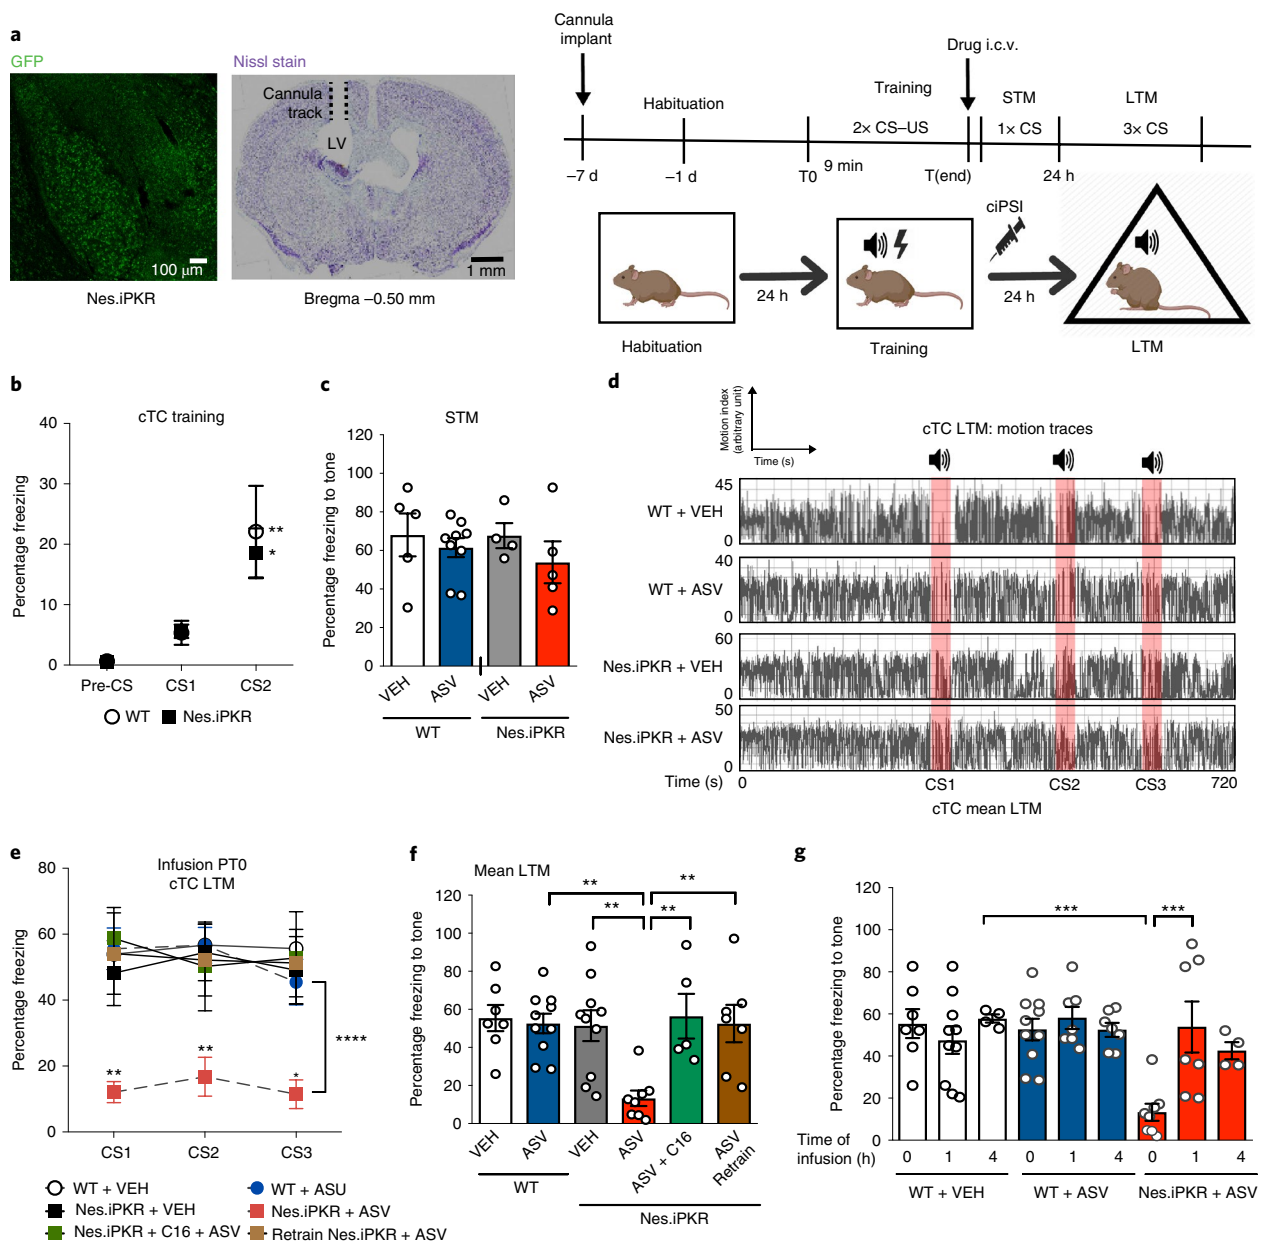 a
GFP
100 µm
Nes.iPKR
Nissl stain
Cannula
track
LV
1 mm
Bregma –0.50 mm
Cannula
implant
Drug i.c.v.
Habituation
Training
STM
LTM
2× CS–US
1× CS
3× CS
–7 d
–1 d
T0
9 min
T(end)
24 h
ciPSI
24 h
24 h
Habituation
Training
LTM
b
cTC training
Percentage freezing
40
30
20
10
0
**
*
Pre-CS
CS1
CS2
WT
Nes.iPKR
c
STM
Percentage freezing to tone
120
100
80
60
40
20
0
VEH
ASV
VEH
ASV
WT
Nes.iPKR
d
Motion index
(arbitrary unit)
Time (s)
cTC LTM: motion traces
WT + VEH
45
0
WT + ASV
40
0
Nes.iPKR + VEH
60
0
Nes.iPKR + ASV
50
0
Time (s)
0
CS1
CS2
CS3
720
cTC mean LTM
e
Infusion PT0
cTC LTM
Percentage freezing
80
60
40
20
0
**
**
*
****
CS1
CS2
CS3
WT + VEH
WT + ASU
Nes.iPKR + VEH
Nes.iPKR + ASV
Nes.iPKR + C16 + ASV
Retrain Nes.iPKR + ASV
f
Mean LTM
Percentage freezing to tone
120
100
80
60
40
20
0
**
**
**
**
VEH
ASV
VEH
ASV
ASV + C16
ASV
Retrain
WT
Nes.iPKR
g
Percentage freezing to tone
120
100
80
60
40
20
0
***
***
Time of
infusion (h)
0
1
4
0
1
4
0
1
4
WT + VEH
WT + ASV
Nes.iPKR + ASV